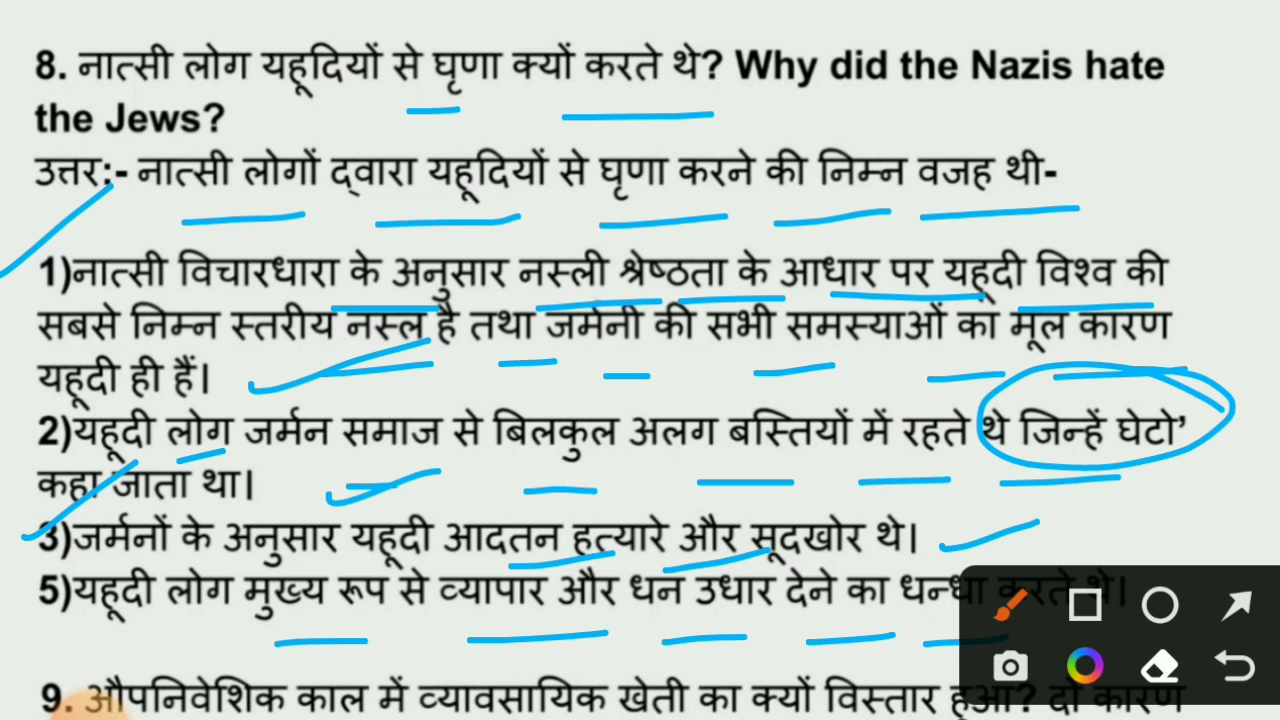 8. नात्सी लोग यहूदियों से घृणा क्यों करते थे? Why did the Nazis hate
the Jews?
उत्तर:- नात्सी लोगों द्वारा यहूदियों से घृणा करने की निम्न वजह थी-
1)नात्सी विचारधारा के अनुसार नस्ली श्रेष्ठता के आधार पर यहूदी विश्व की
सबसे निम्न स्तरीय नस्ल है तथा जर्मनी की सभी समस्याओं का मूल कारण
यहूदी ही हैं।
2)यहूदी लोग जर्मन समाज से बिलकुल अलग बस्तियों में रहते थे जिन्हें घेटो’
कहा जाता था।
3)जर्मनों के अनुसार यहूदी आदतन हत्यारे और सूदखोर थे।
5)यहूदी लोग मुख्य रूप से व्यापार और धन उधार देने का धन्धा करते थे।
9. औपनिवेशिक काल में व्यावसायिक खेती का क्यों विस्तार हुआ? दो कारण